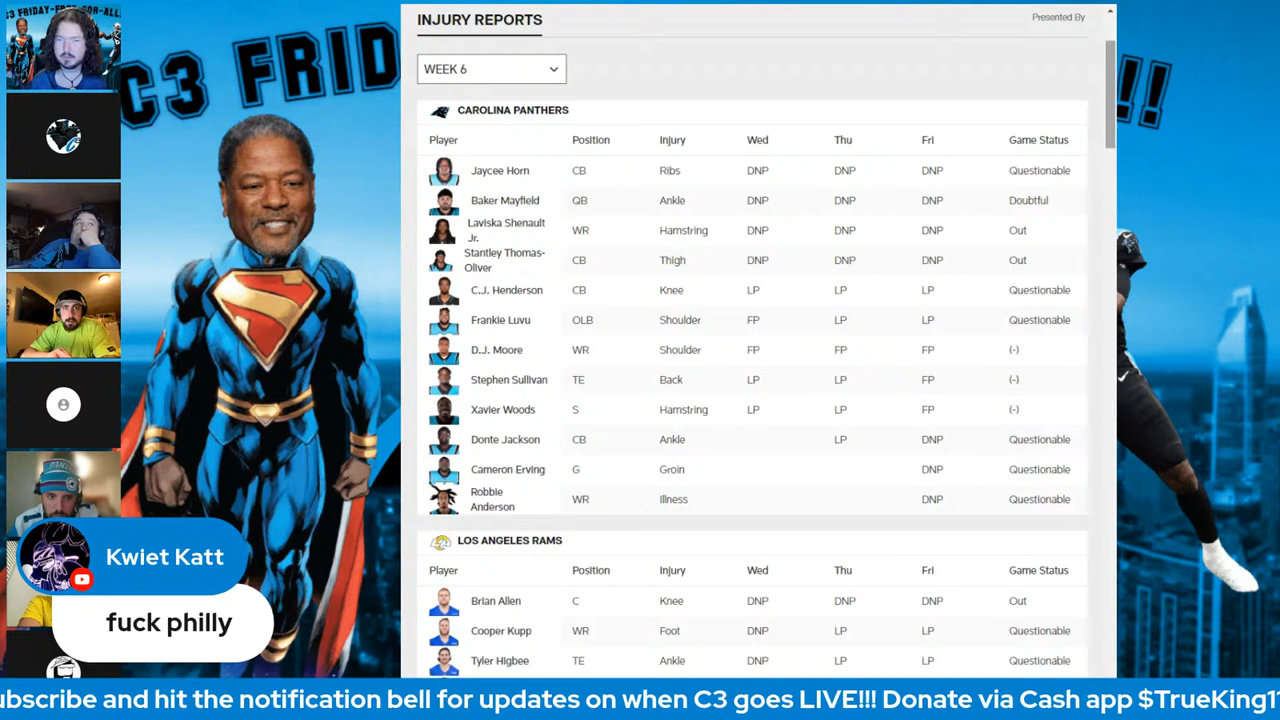 C3 FRIDAY-FREE-FOR-ALL!
C3 FRID
!!
INJURY REPORTS
Presented By
WEEK 6
CAROLINA PANTHERS
Player Position Injury Wed Thu Fri Game Status
Jaycee Horn CB Ribs DNP DNP DNP Questionable
Baker Mayfield QB Ankle DNP DNP DNP Doubtful
Laviska Shenault Jr. WR Hamstring DNP DNP DNP Out
Stantley Thomas-Oliver CB Thigh DNP DNP DNP Out
C.J. Henderson CB Knee LP LP LP Questionable
Frankie Luvu OLB Shoulder FP LP LP Questionable
D.J. Moore WR Shoulder FP FP FP (-)
Stephen Sullivan TE Back LP LP FP (-)
Xavier Woods S Hamstring LP LP FP (-)
Donte Jackson CB Ankle LP DNP Questionable
Cameron Erving G Groin DNP Questionable
Robbie Anderson WR Illness DNP Questionable
LOS ANGELES RAMS
Player Position Injury Wed Thu Fri Game Status
Brian Allen C Knee DNP DNP DNP Out
Cooper Kupp WR Foot DNP LP LP Questionable
Tyler Higbee TE Ankle DNP LP LP Questionable
Kwiet Katt
fuck philly
ubscribe and hit the notification bell for updates on when C3 goes LIVE!!! Donate via Cash app $TrueKing1